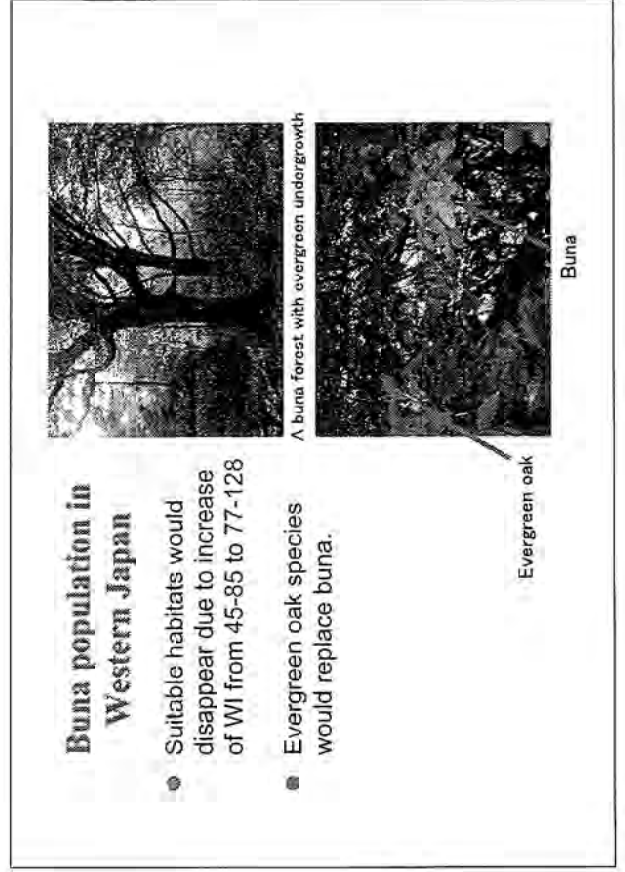 Buna population in
Western Japan
Suitable habitats would
disappear due to increase
of WI from 45-85 to 77-128
Evergreen oak species
would replace buna.
A buna forest with evergreen undergrowth
Evergreen oak
Buna